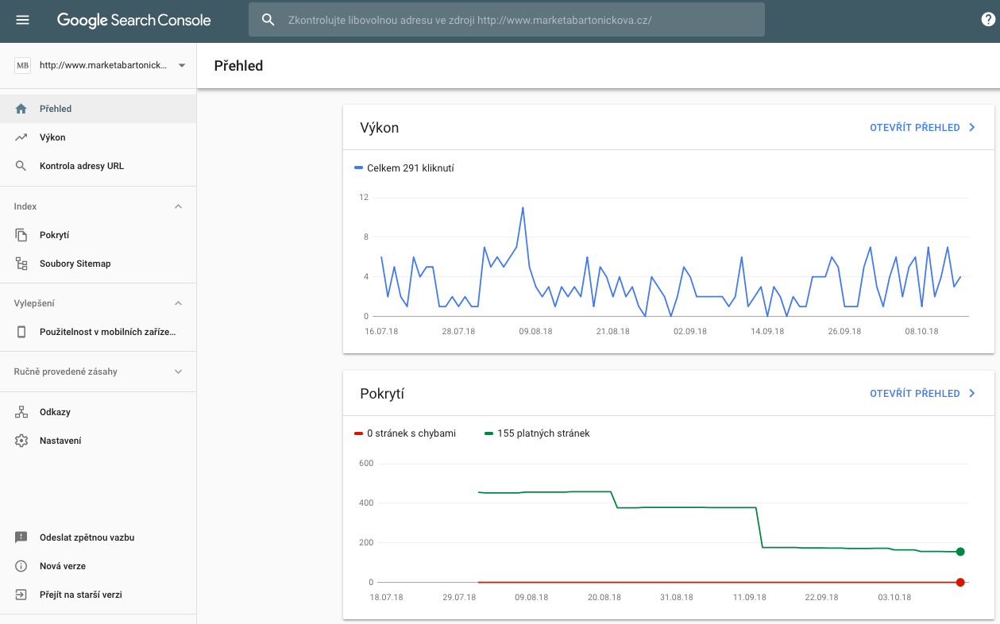 Google Search Console
Zkontrolujte libovolnou adresu ve zdroji http://www.marketabartonickova.cz/
?
MB http://www.marketabartonick...
Přehled
Přehled
Výkon
Kontrola adresy URL
Index
Pokrytí
Soubory Sitemap
Vylepšení
Použitelnost v mobilních zaříze...
Ručně provedené zásahy
Odkazy
Nastavení
Odeslat zpětnou vazbu
Nová verze
Přejít na starší verzi
Výkon
OTEVŘÍT PŘEHLED
Celkem 291 kliknutí
12
8
4
0
16.07.18 28.07.18 09.08.18 21.08.18 02.09.18 14.09.18 26.09.18 08.10.18
Pokrytí
OTEVŘÍT PŘEHLED
0 stránek s chybami 155 platných stránek
600
400
200
0
18.07.18 29.07.18 09.08.18 20.08.18 31.08.18 11.09.18 22.09.18 03.10.18